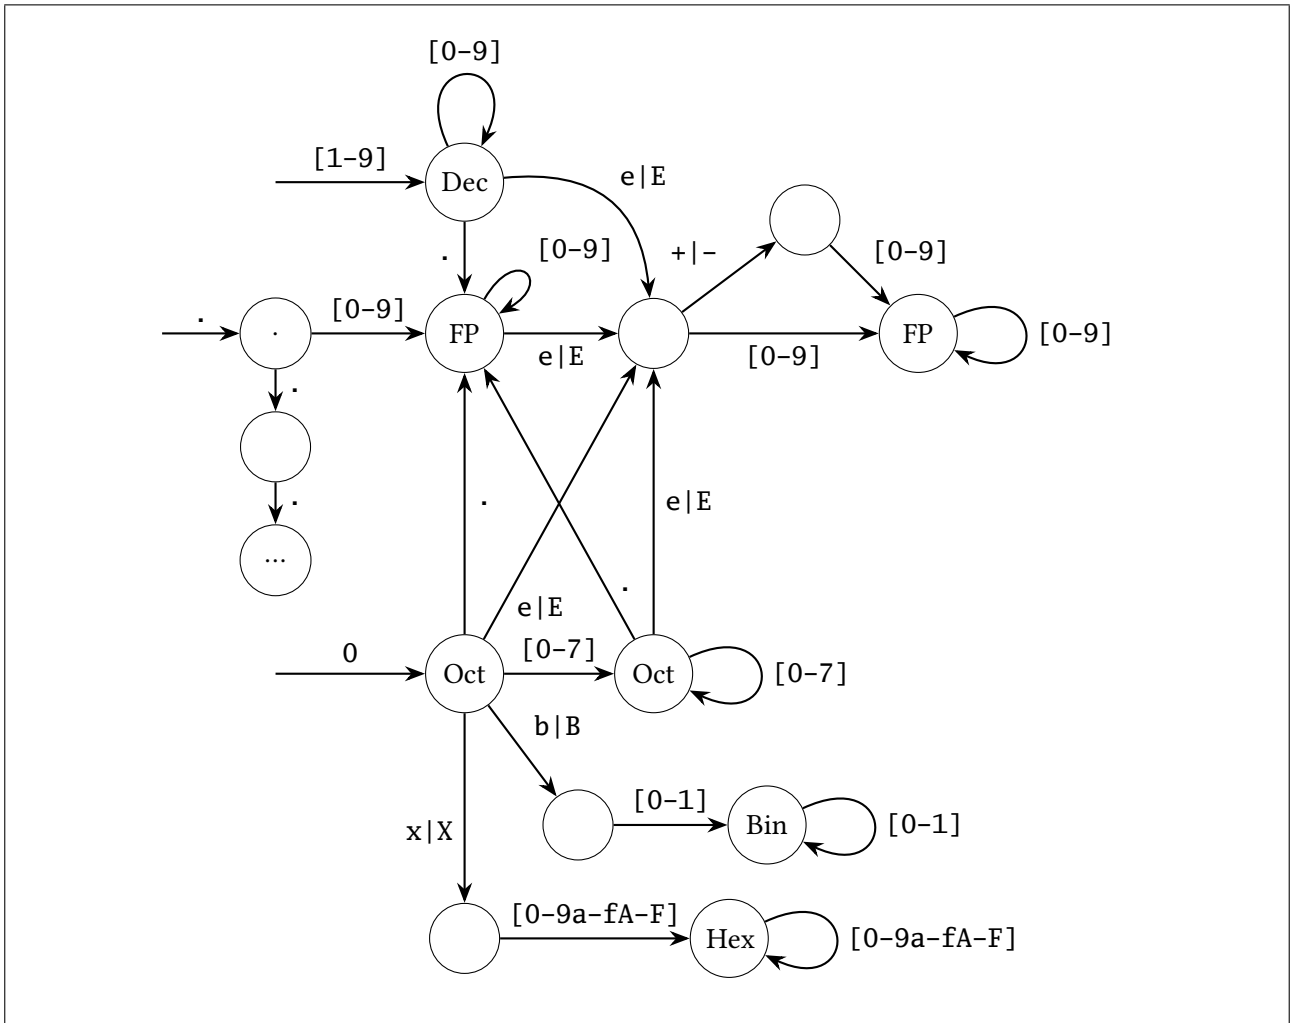 [0-9]
[1-9]
Dec
e|E
.
[0-9]
+|-
[0-9]
.
.
[0-9]
FP
e|E
[0-9]
FP
[0-9]
.
.
...
.
e|E
.
e|E
0
Oct
[0-7]
Oct
[0-7]
b|B
x|X
[0-1]
Bin
[0-1]
[0-9a-fA-F]
Hex
[0-9a-fA-F]